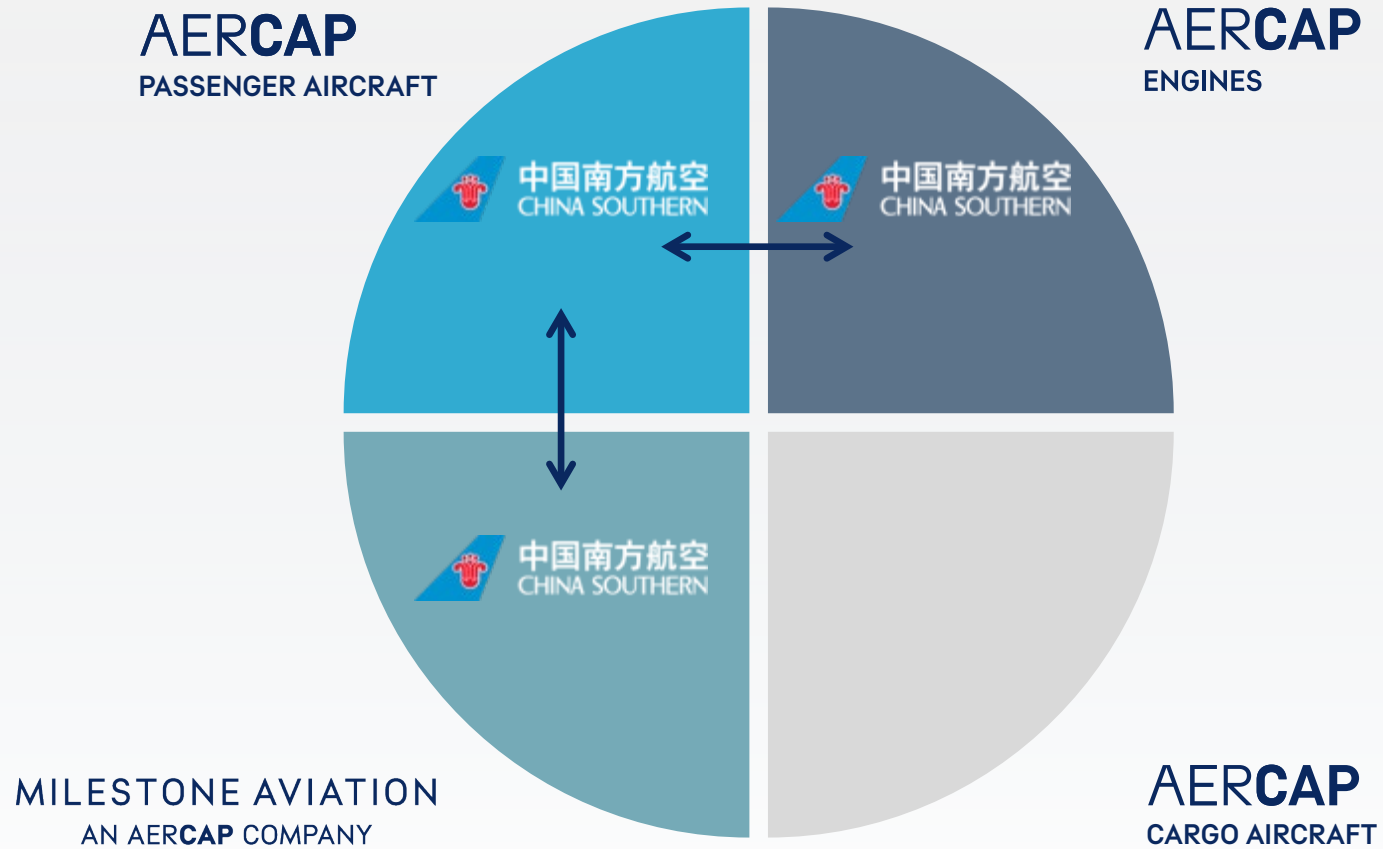 AERCAP
PASSENGER AIRCRAFT
AERCAP
ENGINES
中国南方航空
CHINA SOUTHERN
中国南方航空
CHINA SOUTHERN
中国南方航空
CHINA SOUTHERN
MILESTONE AVIATION
AN AERCAP COMPANY
AERCAP
CARGO AIRCRAFT